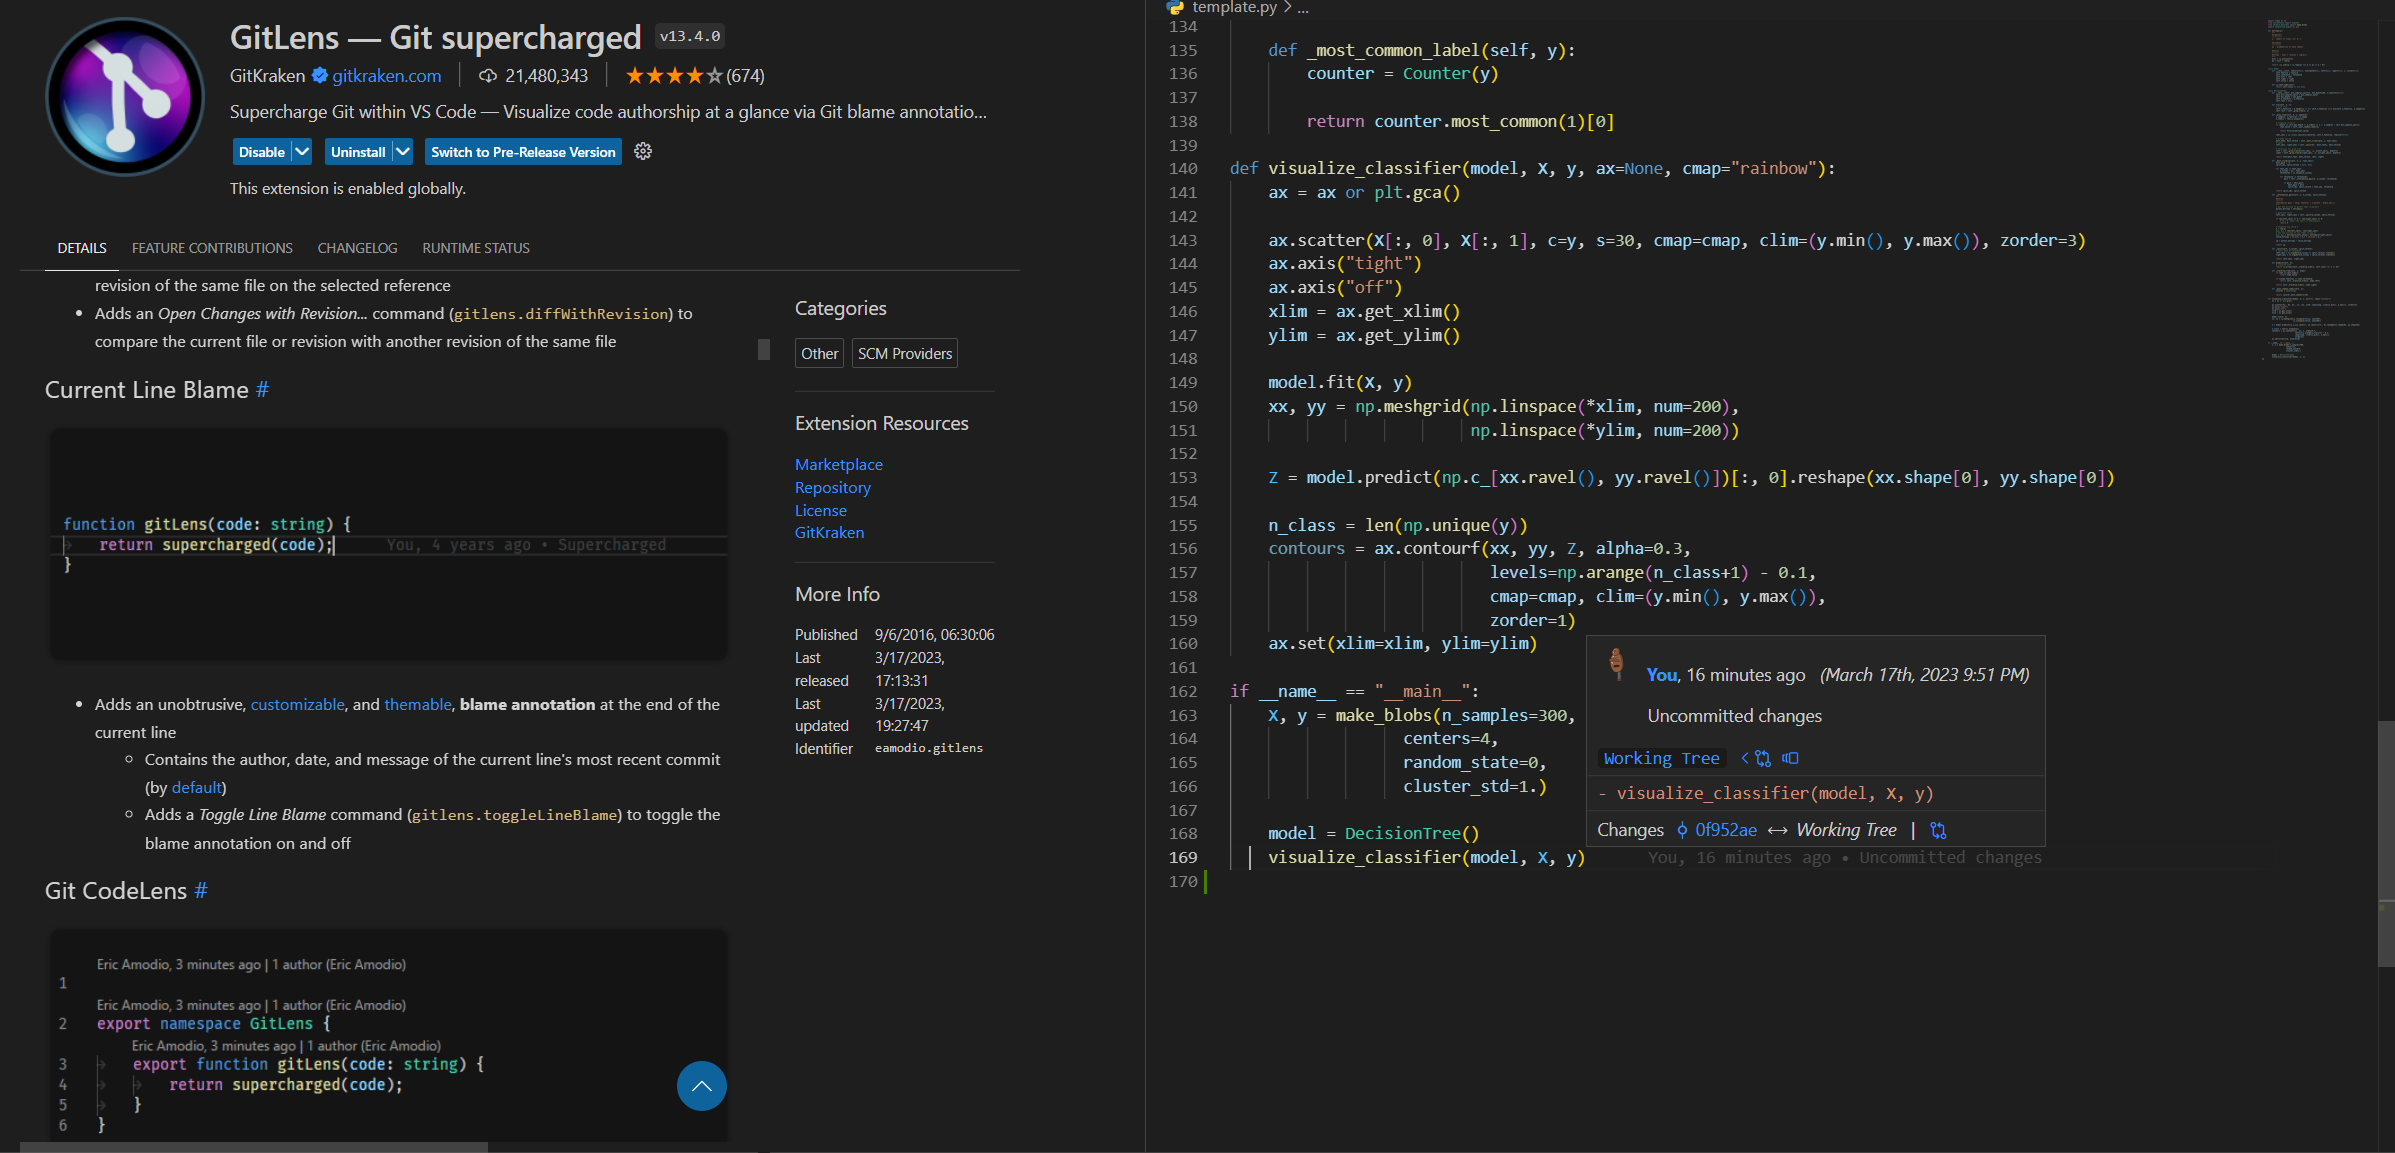 GitLens — Git supercharged v13.4.0
GitKraken gitkraken.com 21,480,343 (674)
Supercharge Git within VS Code — Visualize code authorship at a glance via Git blame annotatio...
Disable Uninstall Switch to Pre-Release Version
This extension is enabled globally.
DETAILS FEATURE CONTRIBUTIONS CHANGELOG RUNTIME STATUS
revision of the same file on the selected reference
• Adds an Open Changes with Revision... command (gitlens.diffWithRevision) to
compare the current file or revision with another revision of the same file
Current Line Blame #
function gitLens(code: string) {
return supercharged(code); You, 4 years ago • Supercharged
}
• Adds an unobtrusive, customizable, and themable, blame annotation at the end of the
current line
Contains the author, date, and message of the current line's most recent commit
(by default)
Adds a Toggle Line Blame command (gitlens.toggleLineBlame) to toggle the
blame annotation on and off
Git CodeLens #
Eric Amodio, 3 minutes ago | 1 author (Eric Amodio)
1
Eric Amodio, 3 minutes ago | 1 author (Eric Amodio)
2 export namespace GitLens {
Eric Amodio, 3 minutes ago | 1 author (Eric Amodio)
3 export function gitLens(code: string) {
4 return supercharged(code);
5 }
6 }
Categories
Other SCM Providers
Extension Resources
Marketplace
Repository
License
GitKraken
More Info
Published 9/6/2016, 06:30:06
Last released 3/17/2023, 17:13:31
Last updated 3/17/2023, 19:27:47
Identifier eamodio.gitlens
template.py > ...
134
135 def _most_common_label(self, y):
136 counter = Counter(y)
137
138 return counter.most_common(1)[0]
139
140 def visualize_classifier(model, X, y, ax=None, cmap="rainbow"):
141 ax = ax or plt.gca()
142
143 ax.scatter(X[:, 0], X[:, 1], c=y, s=30, cmap=cmap, clim=(y.min(), y.max()), zorder=3)
144 ax.axis("tight")
145 ax.axis("off")
146 xlim = ax.get_xlim()
147 ylim = ax.get_ylim()
148
149 model.fit(X, y)
150 xx, yy = np.meshgrid(np.linspace(*xlim, num=200),
151 np.linspace(*ylim, num=200))
152
153 Z = model.predict(np.c_[xx.ravel(), yy.ravel()])[:, 0].reshape(xx.shape[0], yy.shape[0])
154
155 n_class = len(np.unique(y))
156 contours = ax.contourf(xx, yy, Z, alpha=0.3,
157 levels=np.arange(n_class+1) - 0.1,
158 cmap=cmap, clim=(y.min(), y.max()),
159 zorder=1)
160 ax.set(xlim=xlim, ylim=ylim)
161
162 if __name__ == "__main__":
163 X, y = make_blobs(n_samples=300,
164 centers=4,
165 random_state=0,
166 cluster_std=1.)
167
168 model = DecisionTree()
169 visualize_classifier(model, X, y) You, 16 minutes ago • Uncommitted changes
170
You, 16 minutes ago (March 17th, 2023 9:51 PM)
Uncommitted changes
Working Tree
- visualize_classifier(model, X, y)
Changes 0f952ae ↔ Working Tree |